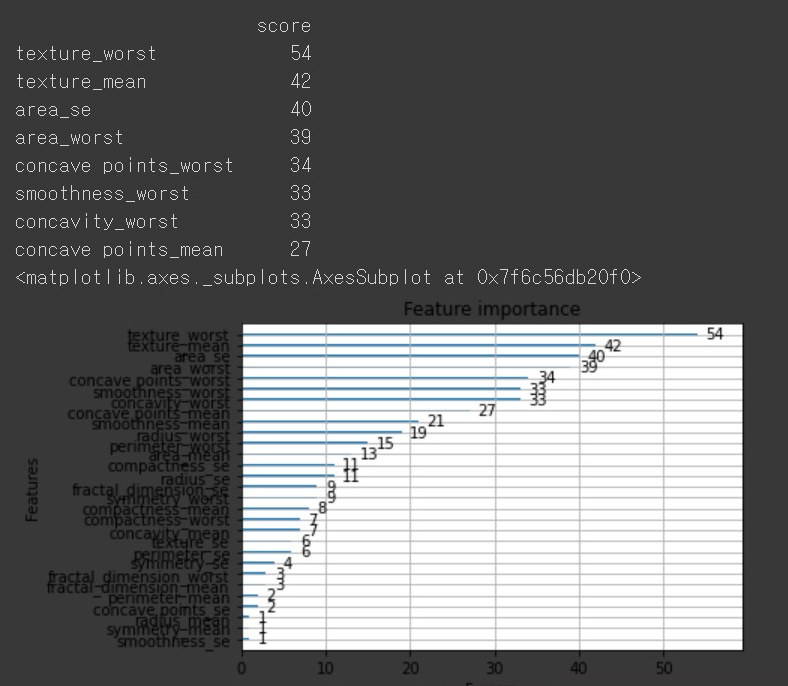 score
texture_worst 54
texture_mean 42
area_se 40
area_worst 39
concave points_worst 34
smoothness_worst 33
concavity_worst 33
concave points_mean 27
<matplotlib.axes._subplots.AxesSubplot at 0x7f6c56db20f0>
Feature importance
texture_worst 54
texture_mean 42
area_se 40
area_worst 39
concave points_worst 34
smoothness_worst 33
concavity_worst 33
concave points_mean 27
smoothness_mean 21
radius_worst 19
perimeter_worst 15
area_mean 13
compactness_se 11
radius_se 11
fractal_dimension_se 9
symmetry_worst 9
compactness_mean 8
compactness_worst 7
concavity_mean 7
texture_se 6
perimeter_se 6
symmetry_se 4
fractal_dimension_worst 3
fractal_dimension_mean 3
perimeter_mean 2
concave points_se 2
radius_mean 1
symmetry_mean 1
smoothness_se 1
Features
0 10 20 30 40 50